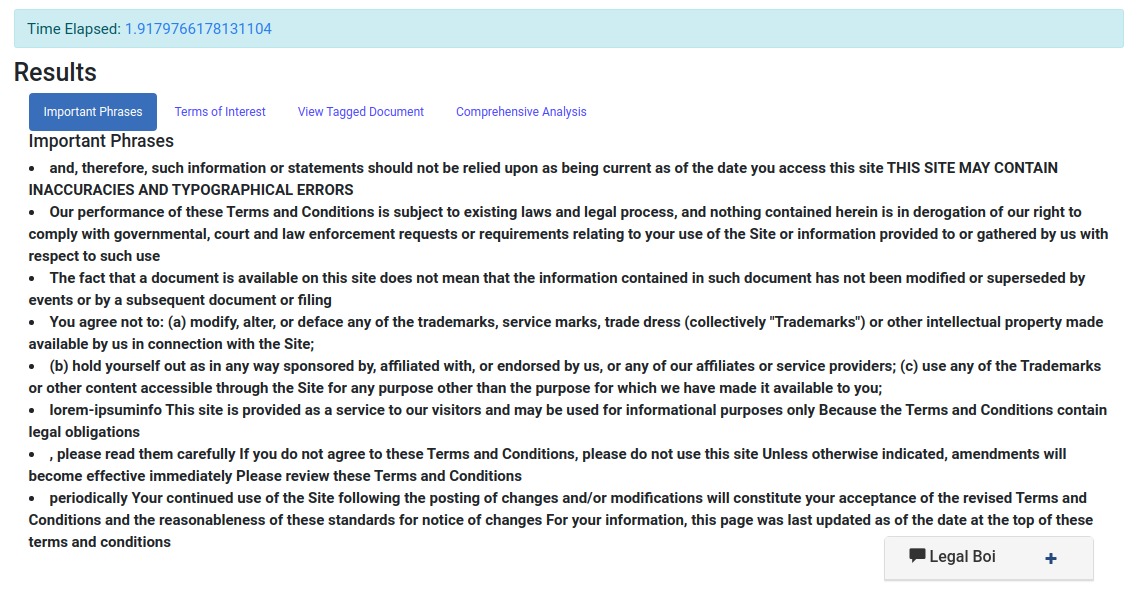 Time Elapsed: 1.9179766178131104
Results
Important Phrases Terms of Interest View Tagged Document Comprehensive Analysis
Important Phrases
• and, therefore, such information or statements should not be relied upon as being current as of the date you access this site THIS SITE MAY CONTAIN
INACCURACIES AND TYPOGRAPHICAL ERRORS
• Our performance of these Terms and Conditions is subject to existing laws and legal process, and nothing contained herein is in derogation of our right to
comply with governmental, court and law enforcement requests or requirements relating to your use of the Site or information provided to or gathered by us with
respect to such use
• The fact that a document is available on this site does not mean that the information contained in such document has not been modified or superseded by
events or by a subsequent document or filing
• You agree not to: (a) modify, alter, or deface any of the trademarks, service marks, trade dress (collectively "Trademarks") or other intellectual property made
available by us in connection with the Site;
• (b) hold yourself out as in any way sponsored by, affiliated with, or endorsed by us, or any of our affiliates or service providers; (c) use any of the Trademarks
or other content accessible through the Site for any purpose other than the purpose for which we have made it available to you;
• lorem-ipsuminfo This site is provided as a service to our visitors and may be used for informational purposes only Because the Terms and Conditions contain
legal obligations
• , please read them carefully If you do not agree to these Terms and Conditions, please do not use this site Unless otherwise indicated, amendments will
become effective immediately Please review these Terms and Conditions
• periodically Your continued use of the Site following the posting of changes and/or modifications will constitute your acceptance of the revised Terms and
Conditions and the reasonableness of these standards for notice of changes For your information, this page was last updated as of the date at the top of these
terms and conditions
Legal Boi +